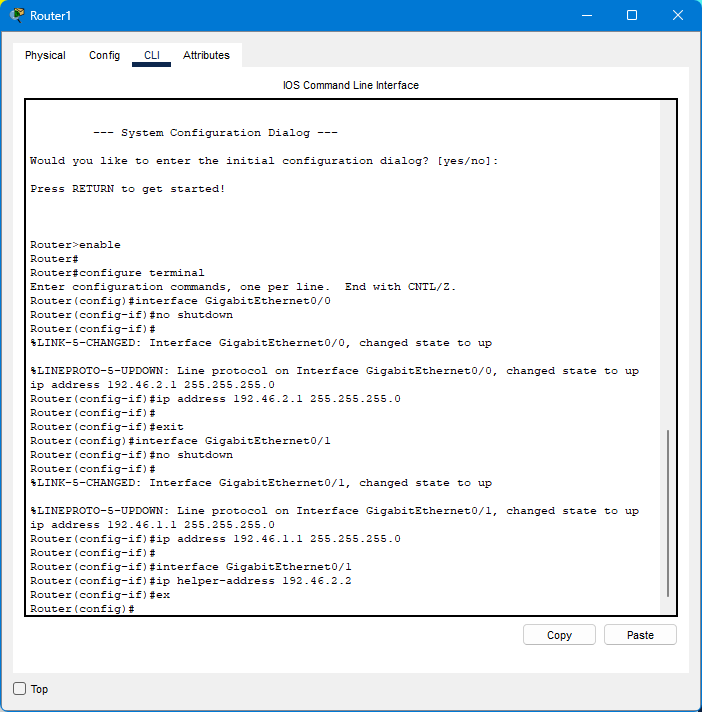 Router1
Physical Config CLI Attributes
IOS Command Line Interface
--- System Configuration Dialog ---
Would you like to enter the initial configuration dialog? [yes/no]:
Press RETURN to get started!
Router>enable
Router#
Router#configure terminal
Enter configuration commands, one per line.  End with CNTL/Z.
Router(config)#interface GigabitEthernet0/0
Router(config-if)#no shutdown
Router(config-if)#
%LINK-5-CHANGED: Interface GigabitEthernet0/0, changed state to up
%LINEPROTO-5-UPDOWN: Line protocol on Interface GigabitEthernet0/0, changed state to up
ip address 192.46.2.1 255.255.255.0
Router(config-if)#ip address 192.46.2.1 255.255.255.0
Router(config-if)#
Router(config-if)#exit
Router(config)#interface GigabitEthernet0/1
Router(config-if)#no shutdown
Router(config-if)#
%LINK-5-CHANGED: Interface GigabitEthernet0/1, changed state to up
%LINEPROTO-5-UPDOWN: Line protocol on Interface GigabitEthernet0/1, changed state to up
ip address 192.46.1.1 255.255.255.0
Router(config-if)#ip address 192.46.1.1 255.255.255.0
Router(config-if)#
Router(config-if)#interface GigabitEthernet0/1
Router(config-if)#ip helper-address 192.46.2.2
Router(config-if)#ex
Router(config)#
Copy Paste
Top